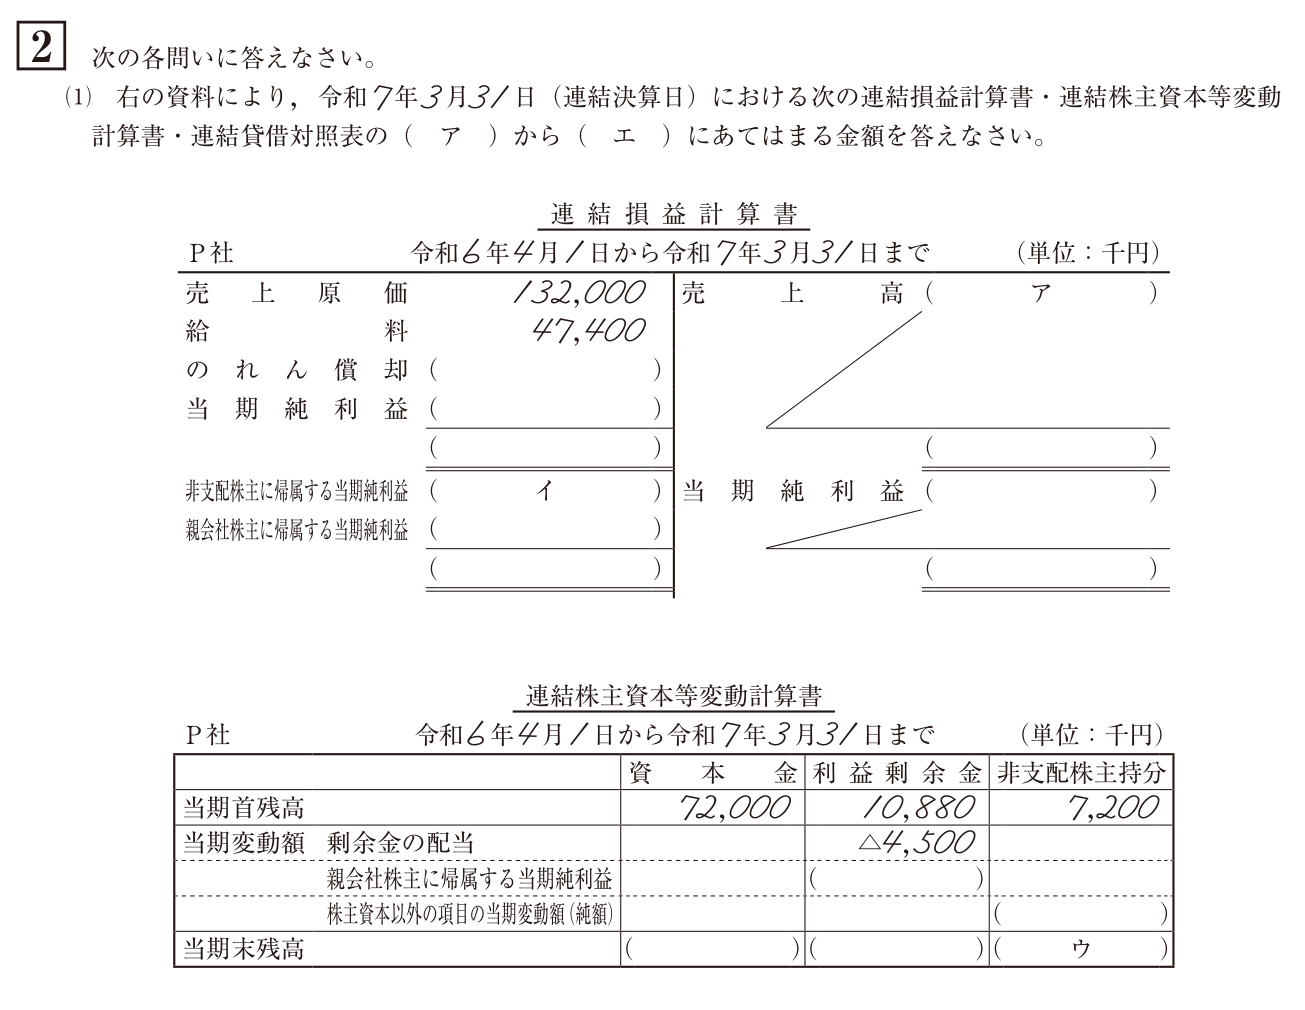 2 次の各問いに答えなさい。
⑴ 右の資料により，令和7年3月31日（連結決算日）における次の連結損益計算書・連結株主資本等変動
計算書・連結貸借対照表の（ ア ）から（ エ ）にあてはまる金額を答えなさい。
連結損益計算書
P社 令和6年4月1日から令和7年3月31日まで （単位：千円）
売上原価 132,000 売上高 （ ア ）
給料 47,400
のれん償却 （ ）
当期純利益 （ ）
（ ） （ ）
非支配株主に帰属する当期純利益 （ イ ） 当期純利益 （ ）
親会社株主に帰属する当期純利益 （ ）
（ ） （ ）
連結株主資本等変動計算書
P社 令和6年4月1日から令和7年3月31日まで （単位：千円）
資本金 利益剰余金 非支配株主持分
当期首残高 72,000 10,880 7,200
当期変動額 剰余金の配当 △4,500
親会社株主に帰属する当期純利益 （ ）
株主資本以外の項目の当期変動額（純額） （ ）
当期末残高 （ ） （ ） （ ウ ）